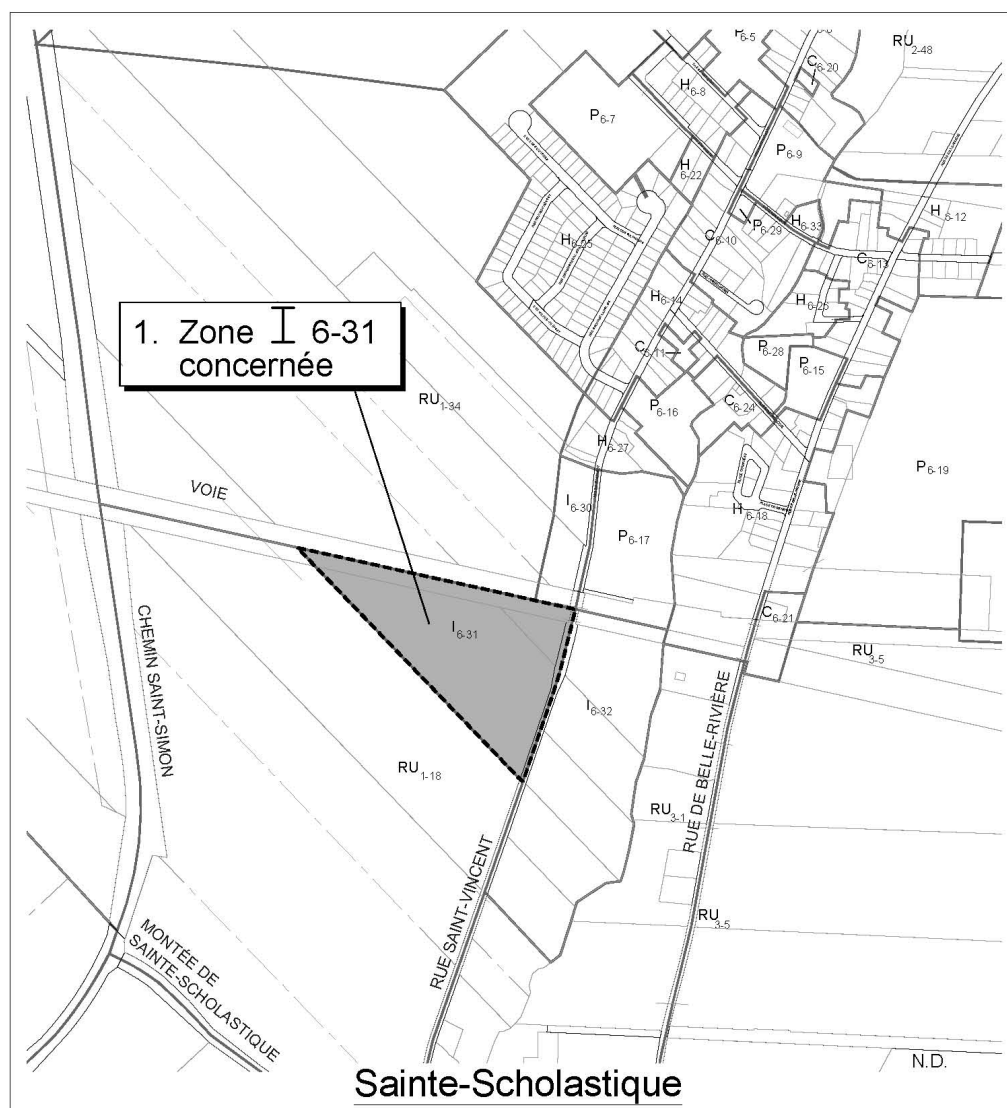 P6-5
RU2-48
C6-20
H6-8
P6-7
P6-9
H6-22
H6-12
P6-29
H6-33
C6-10
H6-25
C6-13
H6-14
H6-26
1. Zone I 6-31
concernée
C6-11
P6-28
P6-15
RU1-34
P6-16
C6-24
H6-27
P6-19
VOIE
I6-30
H6-18
P6-17
C6-21
I6-31
RU3-5
CHEMIN SAINT-SIMON
I6-32
RU1-18
RUE DE BELLE-RIVIÈRE
RU3-1
RUE SAINT-VINCENT
RU3-5
MONTÉE DE
SAINTE-SCHOLASTIQUE
N.D.
Sainte-Scholastique